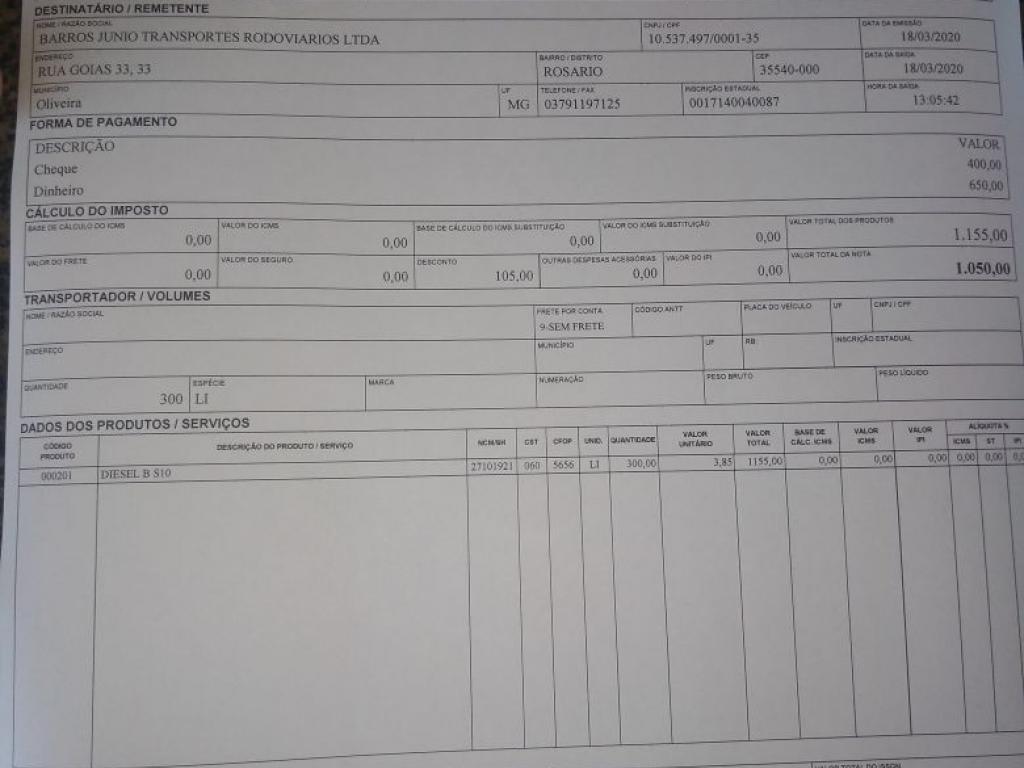 DESTINATÁRIO / REMETENTE
NOME / RAZÃO SOCIAL CNPJ / CPF DATA DA EMISSÃO
BARROS JUNIO TRANSPORTES RODOVIARIOS LTDA 10.537.497/0001-35 18/03/2020
ENDEREÇO BAIRRO / DISTRITO CEP DATA DA SAÍDA
RUA GOIAS 33, 33 ROSARIO 35540-000 18/03/2020
MUNICÍPIO UF TELEFONE / FAX INSCRIÇÃO ESTADUAL HORA DA SAÍDA
Oliveira MG 03791197125 0017140040087 13:05:42
FORMA DE PAGAMENTO
DESCRIÇÃO VALOR
Cheque 400,00
Dinheiro 650,00
CÁLCULO DO IMPOSTO
BASE DE CÁLCULO DO ICMS VALOR DO ICMS BASE DE CÁLCULO DO ICMS SUBSTITUIÇÃO VALOR DO ICMS SUBSTITUIÇÃO VALOR TOTAL DOS PRODUTOS
0,00 0,00 0,00 0,00 1.155,00
VALOR DO FRETE VALOR DO SEGURO DESCONTO OUTRAS DESPESAS ACESSÓRIAS VALOR DO IPI VALOR TOTAL DA NOTA
0,00 0,00 105,00 0,00 0,00 1.050,00
TRANSPORTADOR / VOLUMES
NOME / RAZÃO SOCIAL FRETE POR CONTA CÓDIGO ANTT PLACA DO VEÍCULO UF CNPJ / CPF
9-SEM FRETE
ENDEREÇO MUNICÍPIO UF RB INSCRIÇÃO ESTADUAL
QUANTIDADE ESPÉCIE MARCA NUMERAÇÃO PESO BRUTO PESO LÍQUIDO
300 LI
DADOS DOS PRODUTOS / SERVIÇOS
CÓDIGO PRODUTO DESCRIÇÃO DO PRODUTO / SERVIÇO NCM/SH CST CFOP UNID. QUANTIDADE VALOR UNITÁRIO VALOR TOTAL BASE DE CÁLC. ICMS VALOR ICMS VALOR IPI ALÍQUOTA %
ICMS ST IPI
000201 DIESEL B S10 27101921 060 5656 LI 300,00 3,85 1155,00 0,00 0,00 0,00 0,00 0,00
VALOR TOTAL DO ISSQN